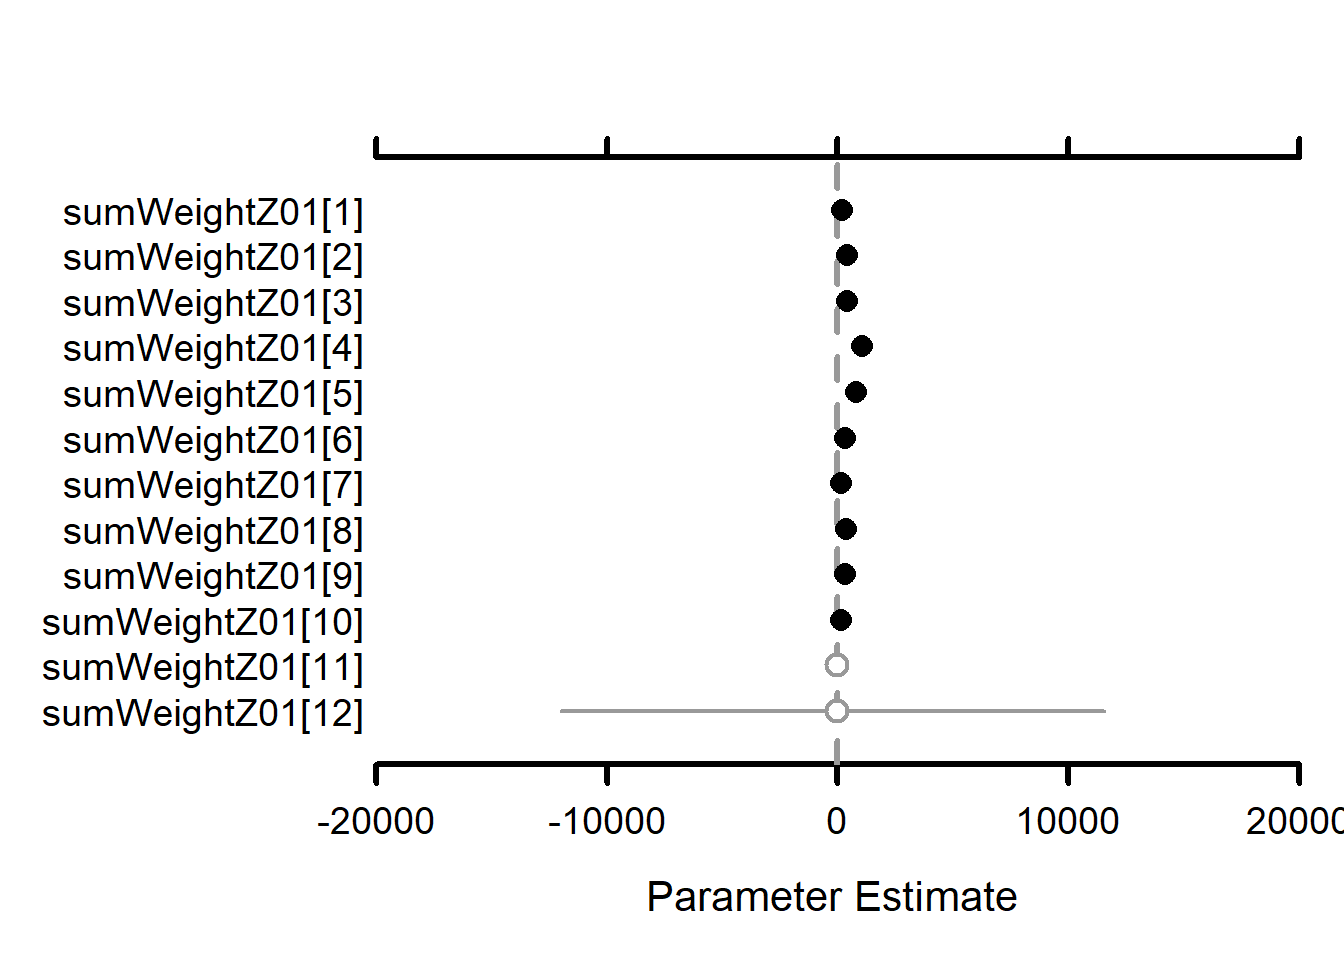 sumWeightZ01[1]
sumWeightZ01[2]
sumWeightZ01[3]
sumWeightZ01[4]
sumWeightZ01[5]
sumWeightZ01[6]
sumWeightZ01[7]
sumWeightZ01[8]
sumWeightZ01[9]
sumWeightZ01[10]
sumWeightZ01[11]
sumWeightZ01[12]
-20000 -10000 0 10000 20000
Parameter Estimate